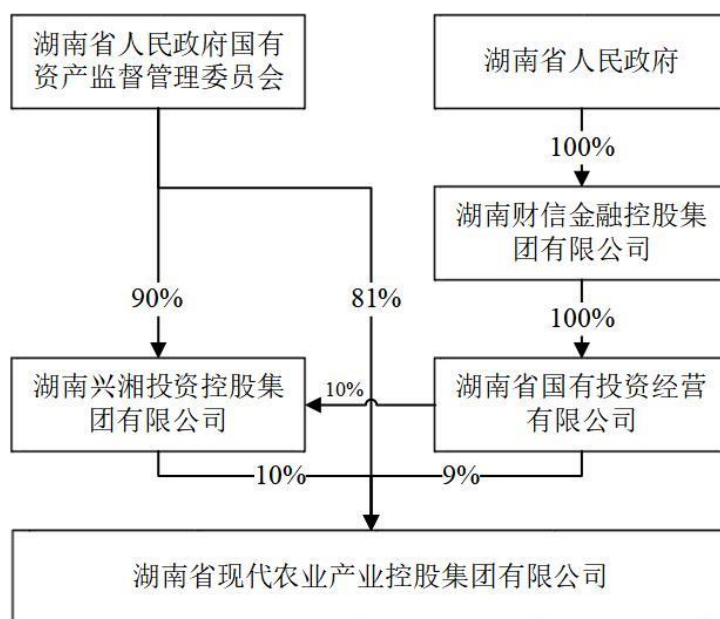 湖南省人民政府国有
资产监督管理委员会
湖南省人民政府
100%
湖南财信金融控股集
团有限公司
90%
81%
100%
湖南兴湘投资控股集
团有限公司
10%
湖南省国有投资经营
有限公司
10%
9%
湖南省现代农业产业控股集团有限公司